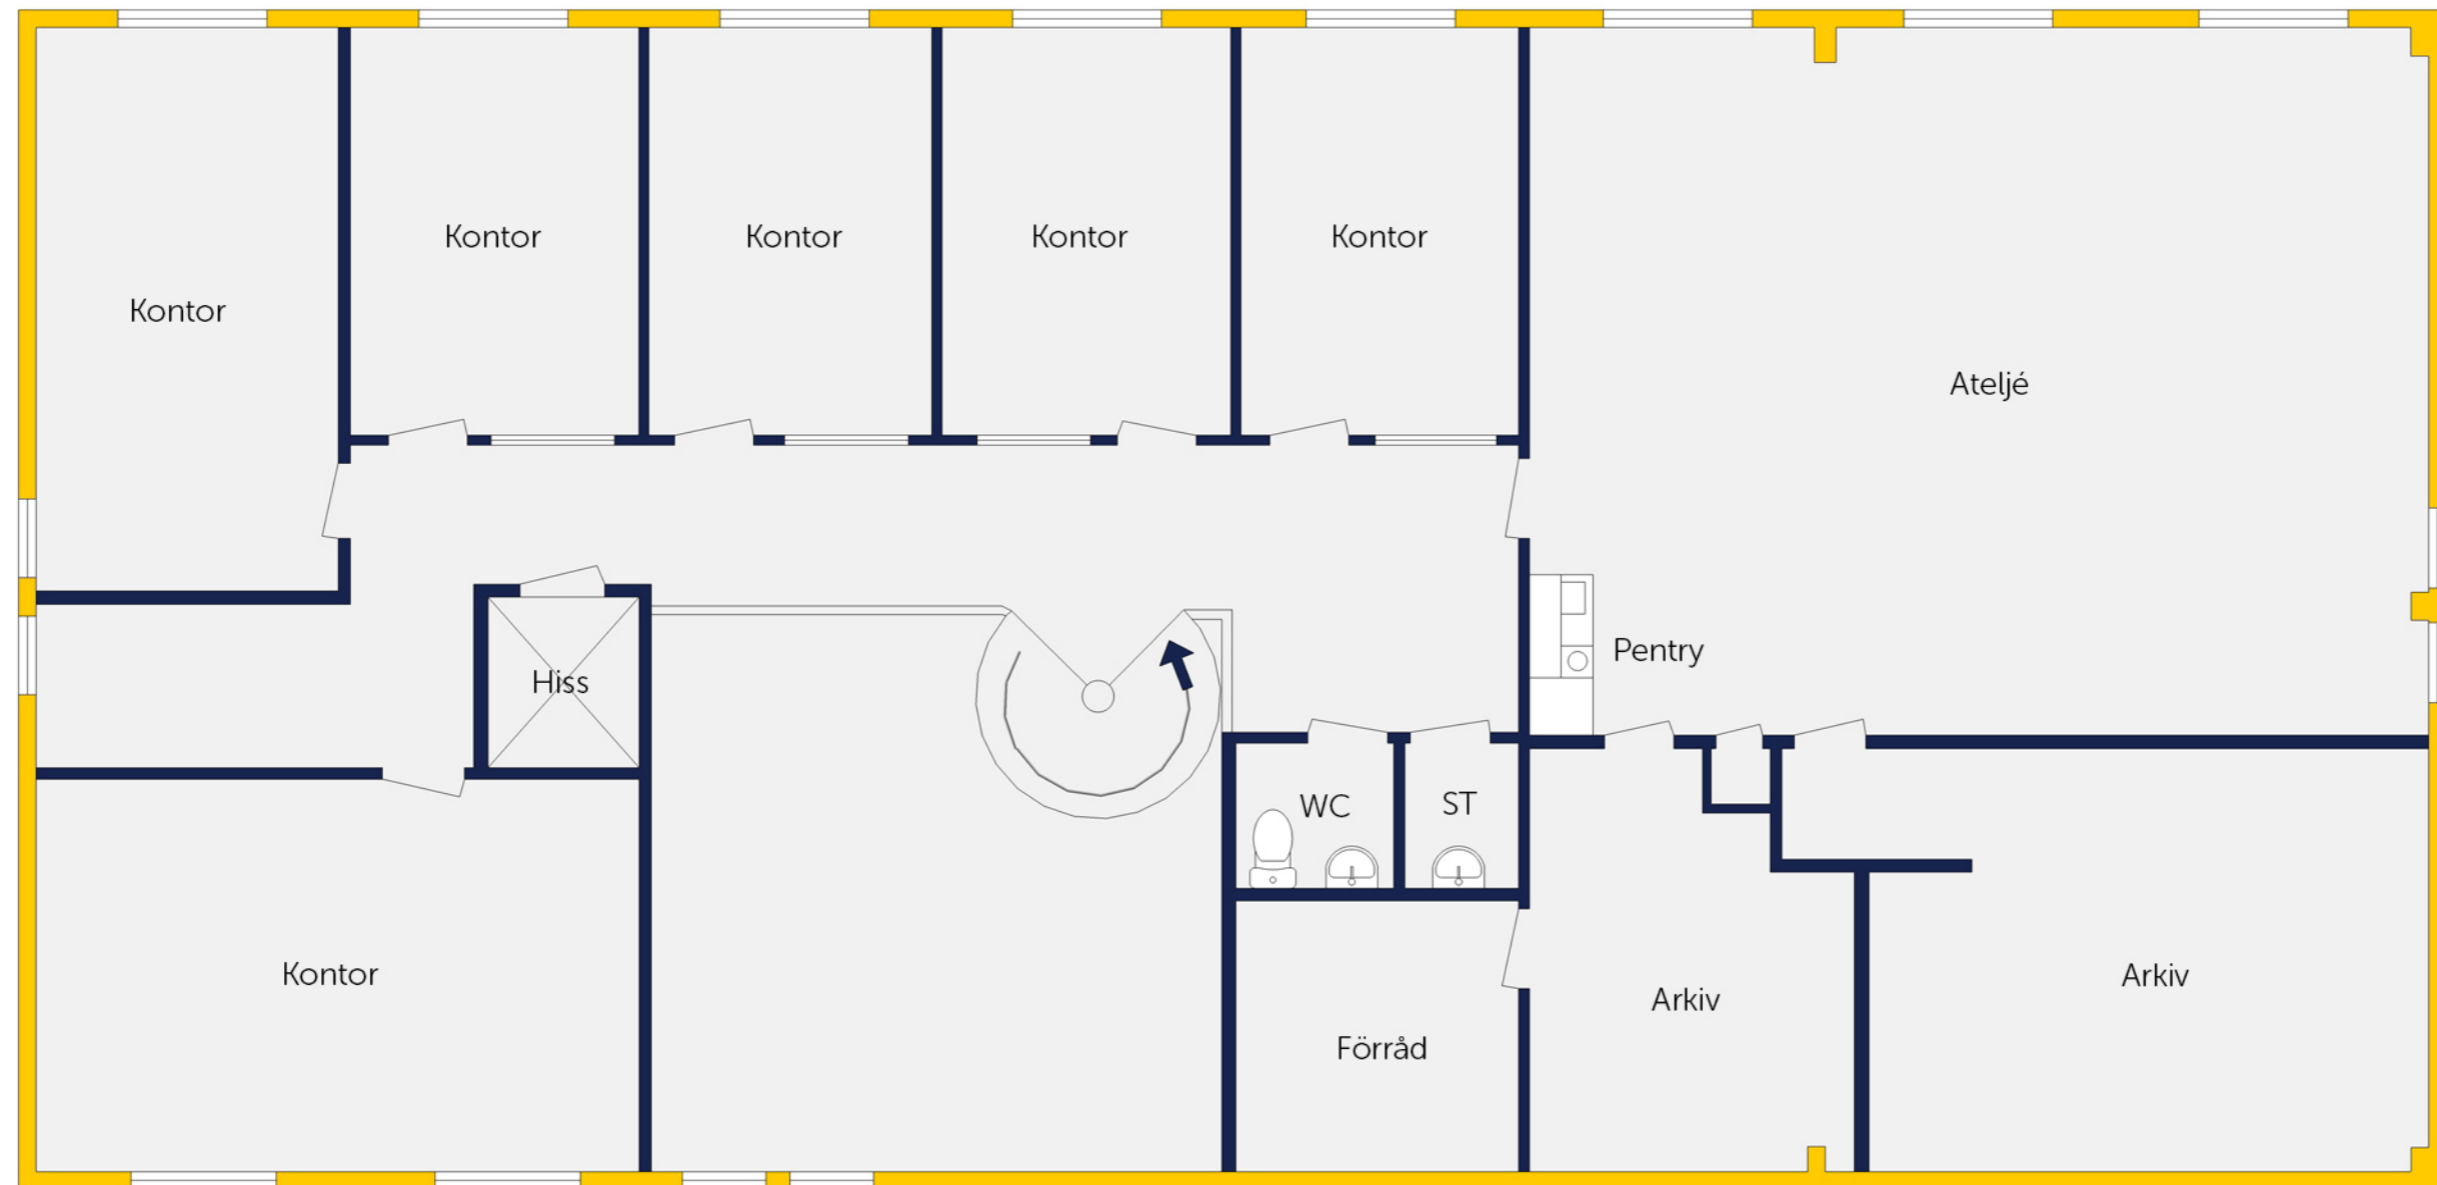 Kontor
Kontor
Kontor
Kontor
Kontor
Ateljé
Pentry
Hiss
WC
ST
Kontor
Arkiv
Arkiv
Förråd